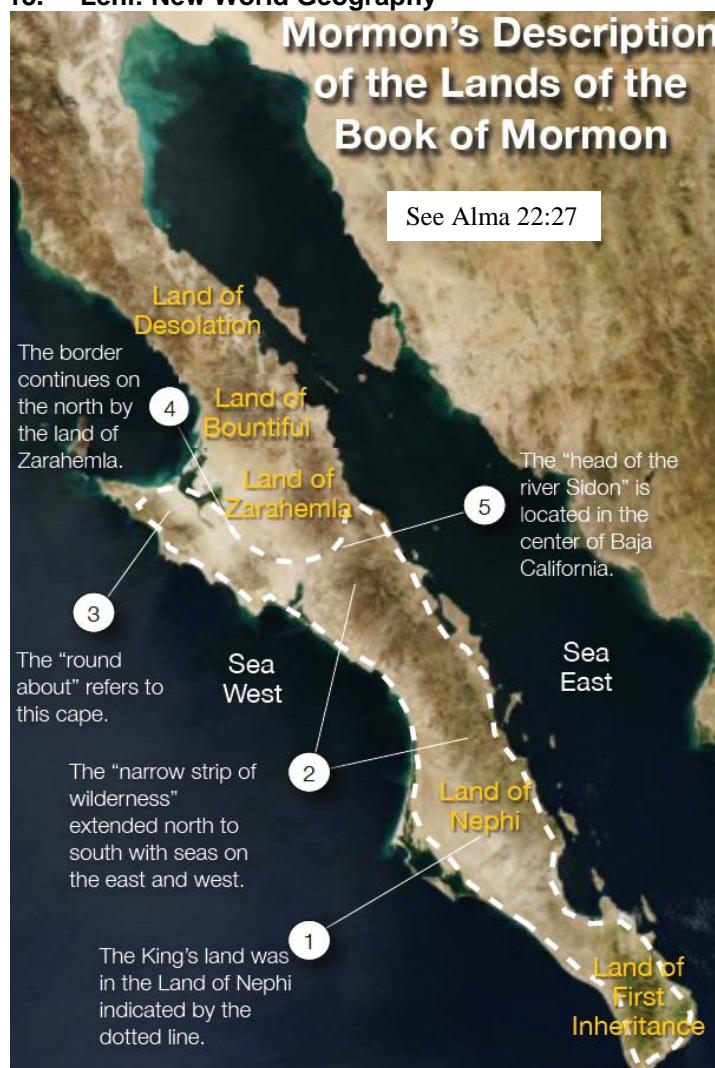 15. Lehi: New World Geography
Mormon's Description
of the Lands of the
Book of Mormon
See Alma 22:27
Land of
Desolation
The border
continues on
the north by
the land of
Zarahemla.
4
Land of
Bountiful
Land of
Zarahemla
The “head of the
river Sidon” is
located in the
center of Baja
California.
5
3
The “round
about” refers to
this cape.
Sea
West
Sea
East
The “narrow strip of
wilderness”
extended north to
south with seas on
the east and west.
2
Land of
Nephi
1
The King's land was
in the Land of Nephi
indicated by the
dotted line.
Land of
First
Inheritance